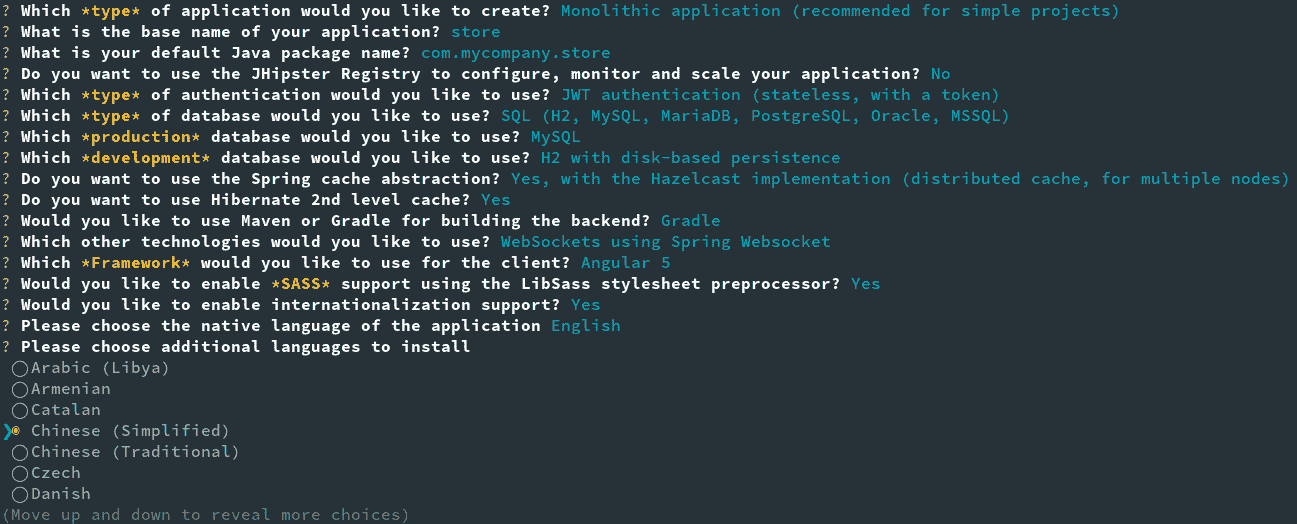 ? Which *type* of application would you like to create? Monolithic application (recommended for simple projects)
? What is the base name of your application? store
? What is your default Java package name? com.mycompany.store
? Do you want to use the JHipster Registry to configure, monitor and scale your application? No
? Which *type* of authentication would you like to use? JWT authentication (stateless, with a token)
? Which *type* of database would you like to use? SQL (H2, MySQL, MariaDB, PostgreSQL, Oracle, MSSQL)
? Which *production* database would you like to use? MySQL
? Which *development* database would you like to use? H2 with disk-based persistence
? Do you want to use the Spring cache abstraction? Yes, with the Hazelcast implementation (distributed cache, for multiple nodes)
? Do you want to use Hibernate 2nd level cache? Yes
? Would you like to use Maven or Gradle for building the backend? Gradle
? Which other technologies would you like to use? WebSockets using Spring Websocket
? Which *Framework* would you like to use for the client? Angular 5
? Would you like to enable *SASS* support using the LibSass stylesheet preprocessor? Yes
? Would you like to enable internationalization support? Yes
? Please choose the native language of the application English
? Please choose additional languages to install
◯Arabic (Libya)
◯Armenian
◯Catalan
❯◉ Chinese (Simplified)
◯Chinese (Traditional)
◯Czech
◯Danish
(Move up and down to reveal more choices)